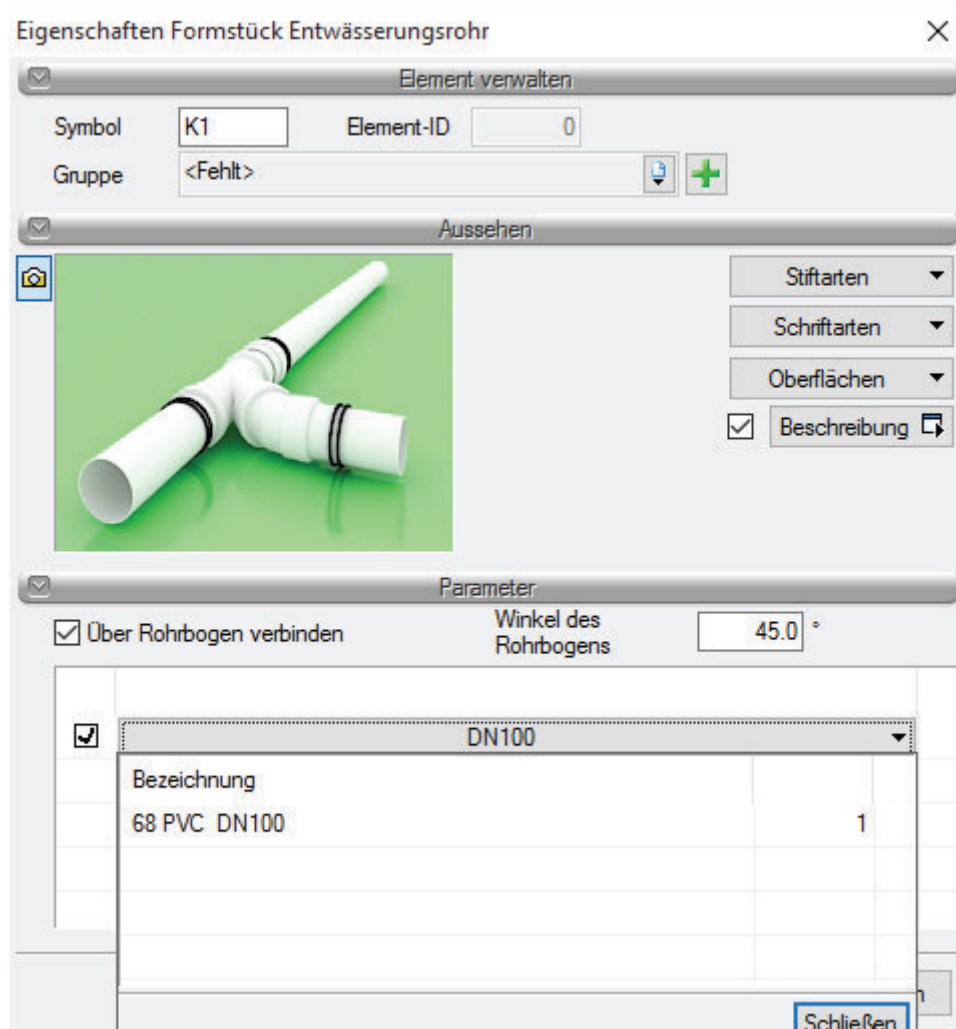 Eigenschaften Formstück Entwässerungsrohr
Element verwalten
Symbol K1 Element-ID 0
Gruppe <Fehlt>
Aussehen
Stiftarten
Schriftarten
Oberflächen
Beschreibung
Parameter
Über Rohrbogen verbinden
Winkel des
Rohrbogens
45.0 °
DN100
Bezeichnung
68 PVC DN100 1
Schließen